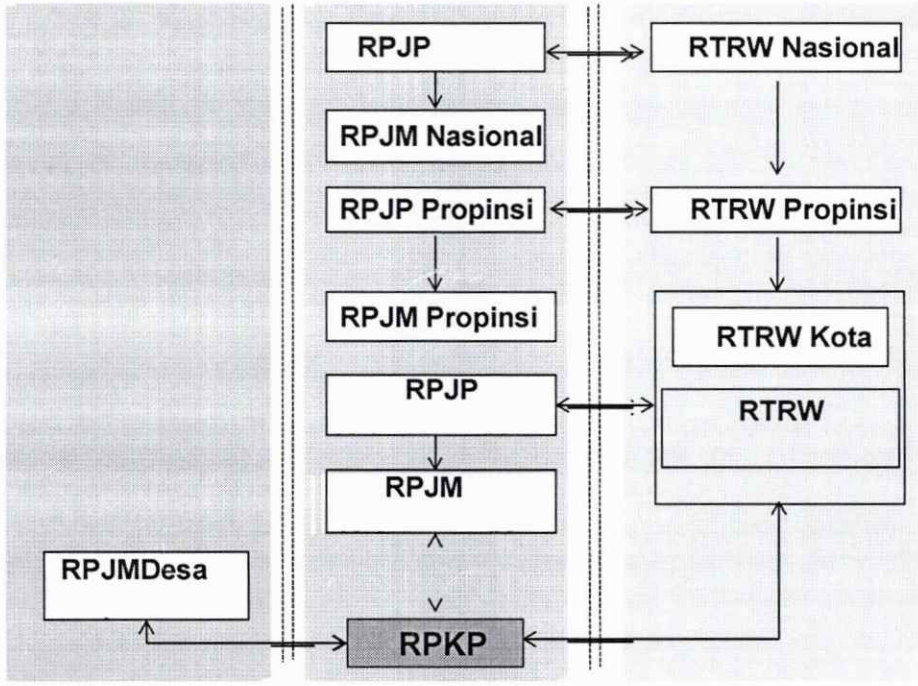 RPJP
RTRW Nasional
RPJM Nasional
RPJP Propinsi
RTRW Propinsi
RPJM Propinsi
RTRW Kota
RPJP
RTRW
RPJM
RPJMDesa
RPKP